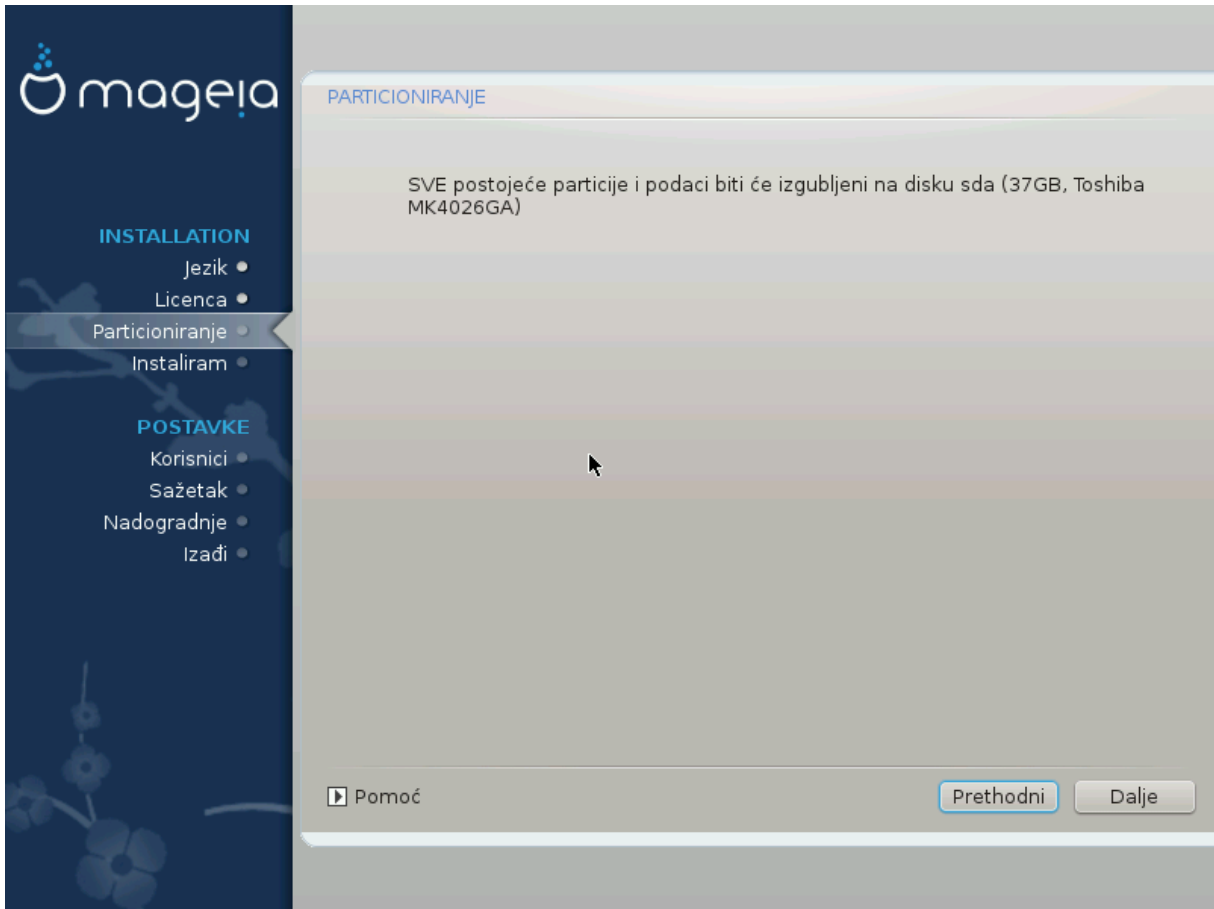 mageia
INSTALLATION
Jezik
Licenca
Particioniranje
Instaliram
POSTAVKE
Korisnici
Sažetak
Nadogradnje
Izađi
PARTICIONIRANJE
SVE postojeće particije i podaci biti će izgubljeni na disku sda (37GB, Toshiba
MK4026GA)
Pomoć
Prethodni
Dalje